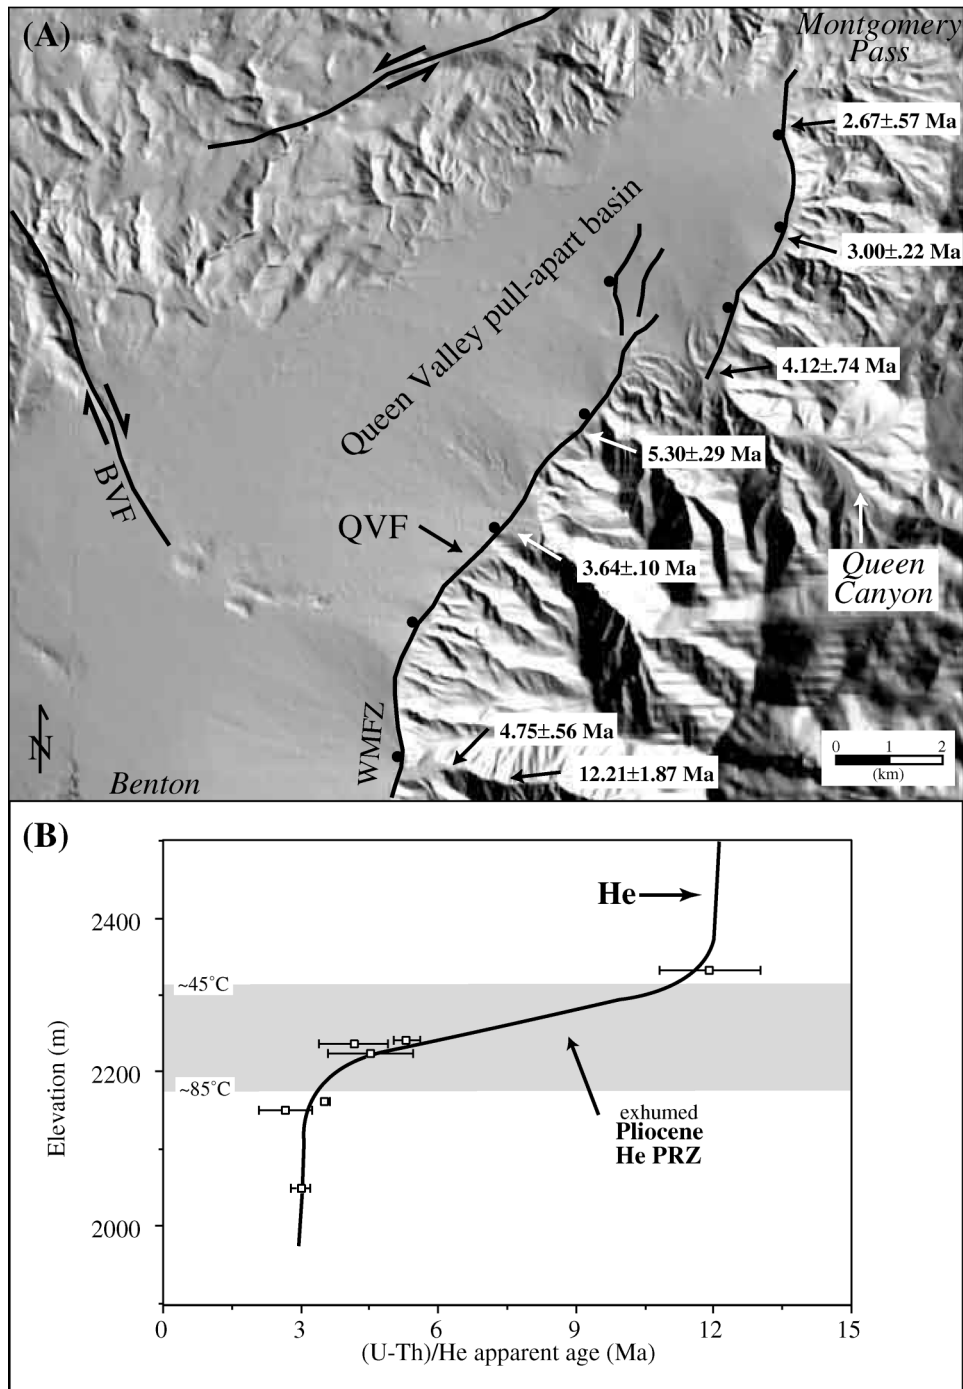 (A)
Montgomery
Pass
2.67±.57 Ma
3.00±.22 Ma
Queen Valley pull-apart basin
4.12±.74 Ma
5.30±.29 Ma
BVF
QVF
3.64±.10 Ma
Queen
Canyon
N
WMFZ
4.75±.56 Ma
12.21±1.87 Ma
0 1 2
(km)
Benton
(B)
He
2400
~45°C
2200
~85°C
exhumed
Pliocene
He PRZ
2000
Elevation (m)
0 3 6 9 12 15
(U-Th)/He apparent age (Ma)